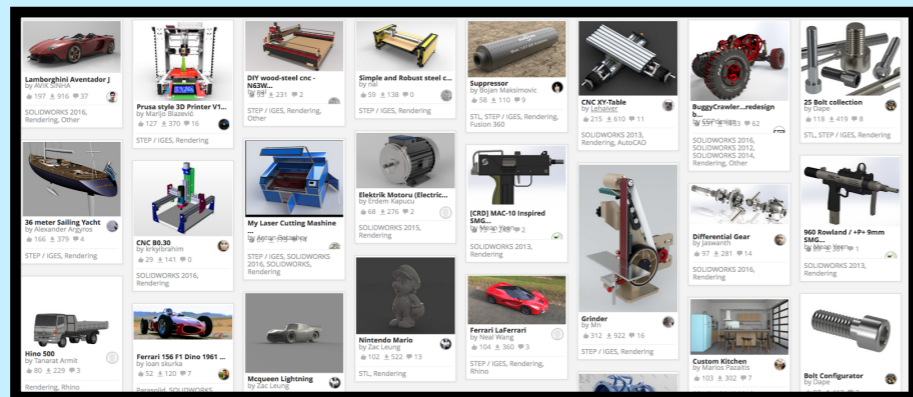 Lamborghini Aventador J
by AVIK SINHA
197 916 37
SOLIDWORKS 2016,
Rendering, Other
36 meter Sailing Yacht
by Alexander Argyros
166 379 4
STEP / IGES, Rendering
Hino 500
by Tanarat Armit
80 229 3
Rendering, Rhino
Prusa style 3D Printer V1...
by Marijo Blažević
127 370 16
STEP / IGES, Rendering
CNC B0.30
by krkyibrahim
29 141 0
SOLIDWORKS 2016,
Rendering
Ferrari 156 F1 Dino 1961 ...
by Ioan skurka
52 120 7
Parasolid, SOLIDWORKS
DIY wood-steel cnc -
N63W...
231 2
STEP / IGES, Rendering,
Other
My Laser Cutting Machine
...
STEP / IGES, SOLIDWORKS
2016, SOLIDWORKS,
Rendering
Mcqueen Lightning
by Zac Leung
Simple and Robust steel c...
by nai
59 138 0
STEP / IGES, Rendering
Elektrik Motoru (Electric...
by Erdem Kapucu
68 276 2
SOLIDWORKS 2015,
Rendering
Nintendo Mario
by Zac Leung
102 522 13
STL, Rendering
Suppressor
by Bojan Maksimovic
58 110 9
STL, STEP / IGES, Rendering,
Fusion 360
[CRD] MAC-10 Inspired
SMG...
SOLIDWORKS 2013,
Rendering
Ferrari LaFerrari
by Neal Wang
104 360 3
STEP / IGES, Rendering,
Rhino
CNC XY-Table
by Lehaiver
215 610 11
SOLIDWORKS 2013,
Rendering, AutoCAD
Grinder
by Mn
312 922 16
STEP / IGES, Rendering
BuggyCrawler...redesign
b...
62
SOLIDWORKS 2016,
SOLIDWORKS 2012,
SOLIDWORKS 2014,
Rendering, Other
Differential Gear
by Jaswanth
97 281 14
SOLIDWORKS 2016,
Rendering
Custom Kitchen
by Marios Pazaitis
103 302 7
25 Bolt collection
by Dape
118 419 8
STL, STEP / IGES, Rendering
960 Rowland / +P+ 9mm
SMG...
SOLIDWORKS 2013,
Rendering
Bolt Configurator
by Dape